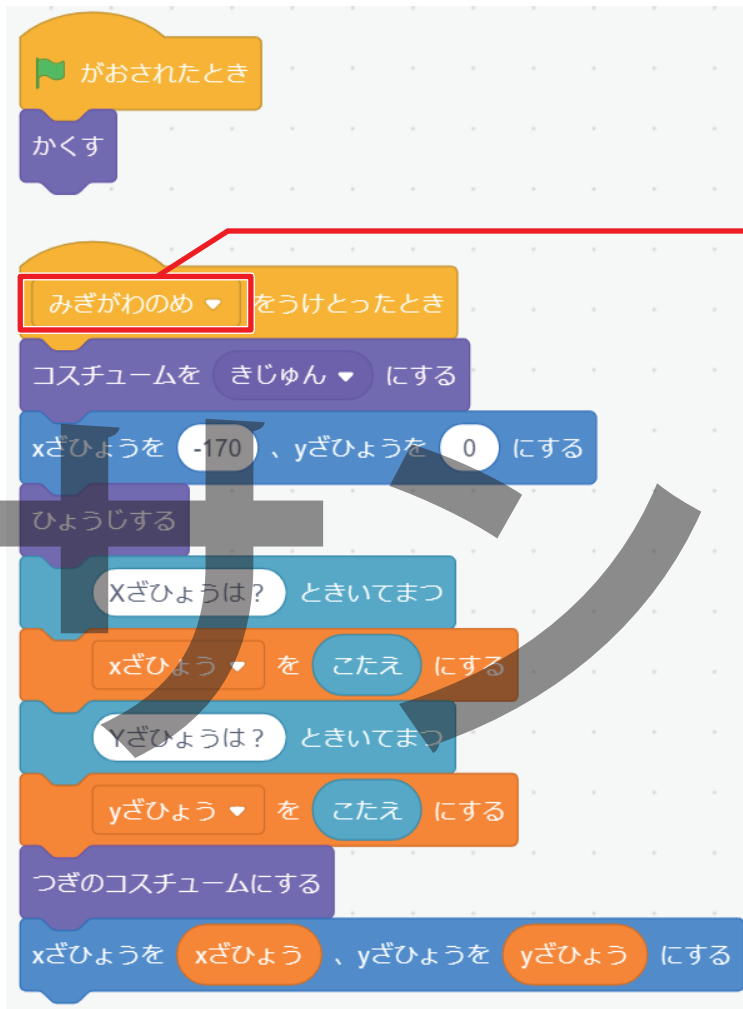 がおされたとき
かくす
みぎがわのめ をうけとったとき
コスチュームを きじゅん にする
xざひょうを -170 、yざひょうを 0 にする
ひょうじする
Xざひょうは? ときいてまつ
xざひょう を こたえ にする
Yざひょうは? ときいてまつ
yざひょう を こたえ にする
つぎのコスチュームにする
xざひょうを xざひょう 、yざひょうを yざひょう にする
サン